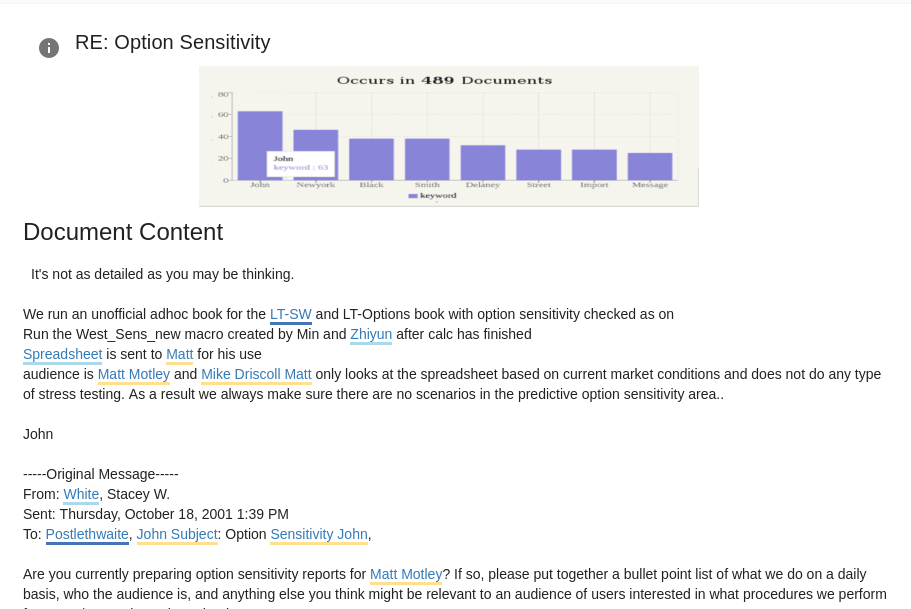 RE: Option Sensitivity
Occurs in 489 Documents
80
60
40
20
0
John
keyword : 63
John Newyork Black Smith Delaney Street Import Message
keyword
Document Content
It's not as detailed as you may be thinking.
We run an unofficial adhoc book for the LT-SW and LT-Options book with option sensitivity checked as on
Run the West_Sens_new macro created by Min and Zhiyun after calc has finished
Spreadsheet is sent to Matt for his use
audience is Matt Motley and Mike Driscoll Matt only looks at the spreadsheet based on current market conditions and does not do any type
of stress testing. As a result we always make sure there are no scenarios in the predictive option sensitivity area..
John
-----Original Message-----
From: White, Stacey W.
Sent: Thursday, October 18, 2001 1:39 PM
To: Postlethwaite, John Subject: Option Sensitivity John,
Are you currently preparing option sensitivity reports for Matt Motley? If so, please put together a bullet point list of what we do on a daily
basis, who the audience is, and anything else you think might be relevant to an audience of users interested in what procedures we perform